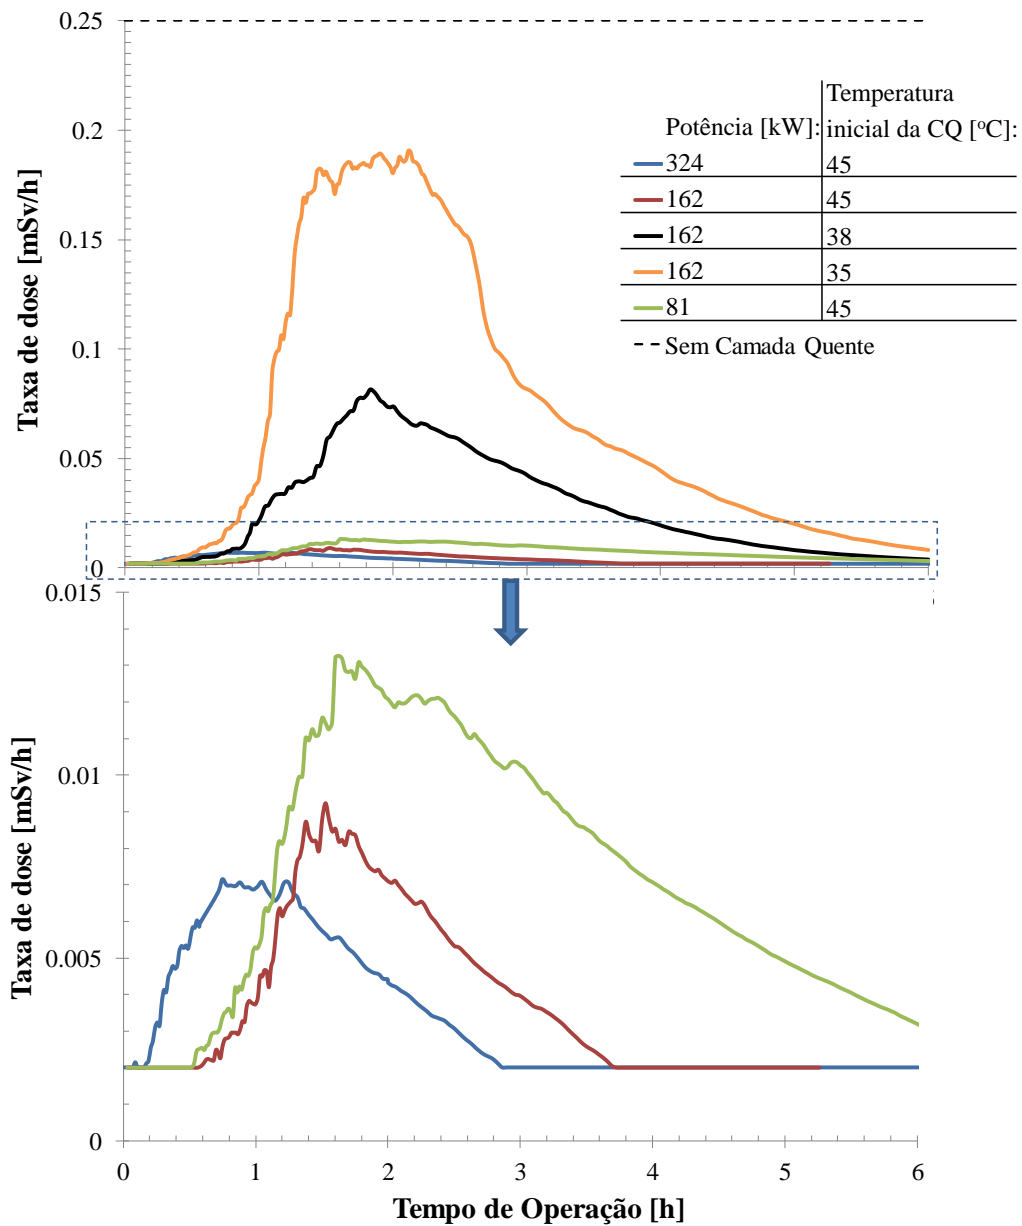 0.25
0.2
0.15
0.1
0.05
0
Taxa de dose [mSv/h]
Temperatura
Potência [kW]: inicial da CQ [ºC]:
324 45
162 45
162 38
162 35
81 45
Sem Camada Quente
0.015
0.01
0.005
0
Taxa de dose [mSv/h]
0 1 2 3 4 5 6
Tempo de Operação [h]